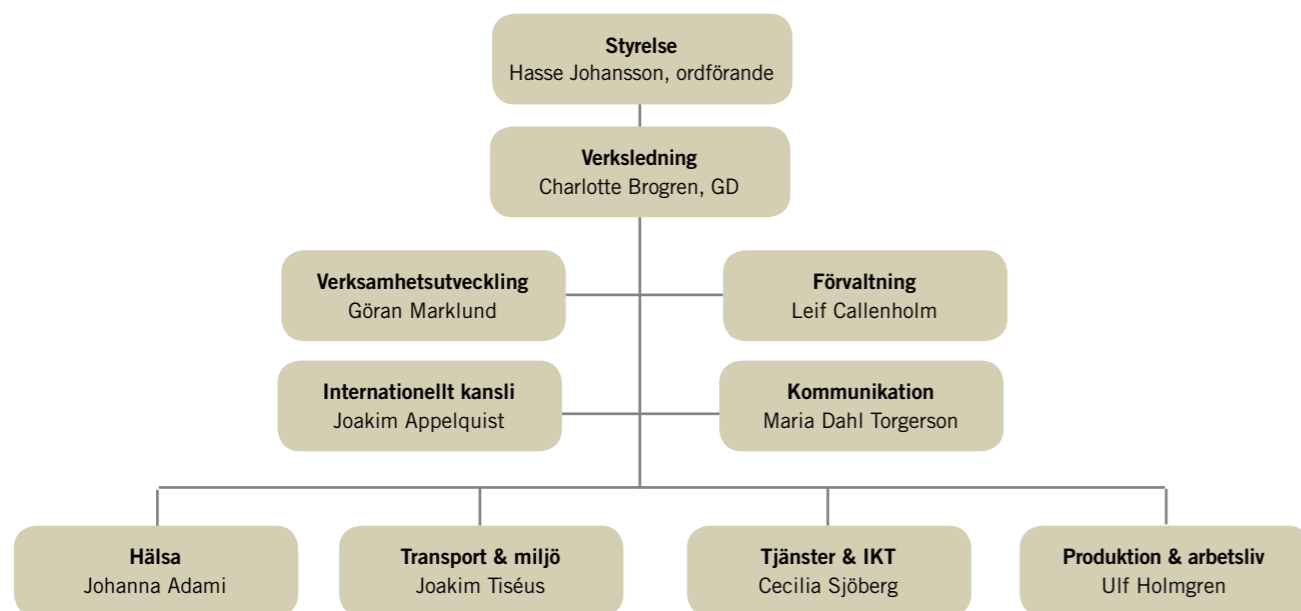 Styrelse
Hasse Johansson, ordförande
Verksledning
Charlotte Brogren, GD
Verksamhetsutveckling
Göran Marklund
Förvaltning
Leif Callenholm
Internationellt kansli
Joakim Appelquist
Kommunikation
Maria Dahl Torgerson
Hälsa
Johanna Adami
Transport & miljö
Joakim Tiséus
Tjänster & IKT
Cecilia Sjöberg
Produktion & arbetsliv
Ulf Holmgren